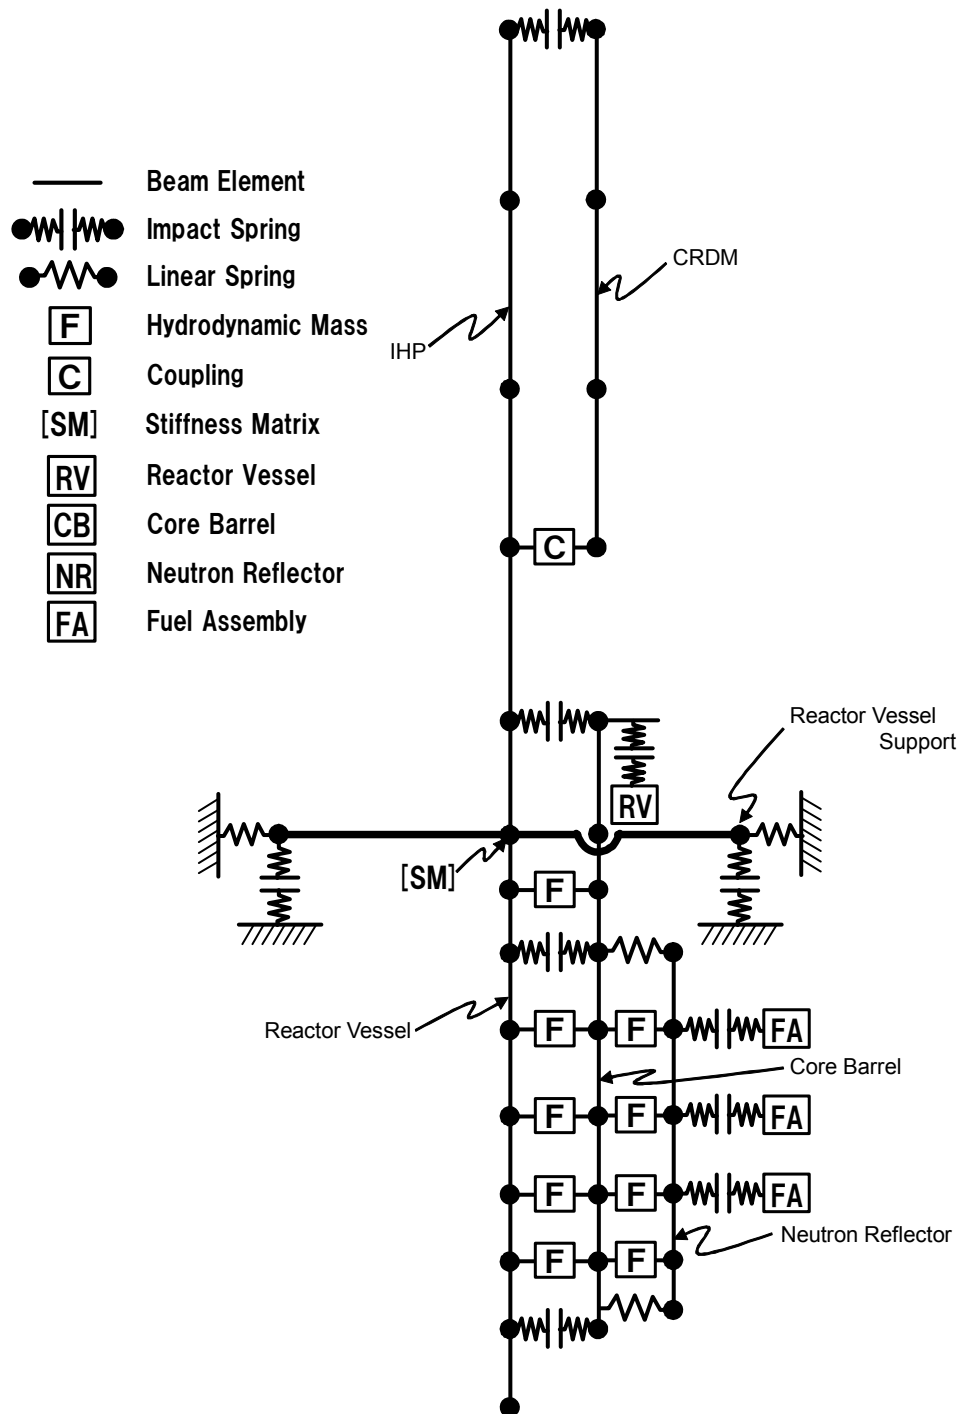 Beam Element
Impact Spring
Linear Spring
F Hydrodynamic Mass
C Coupling
[SM] Stiffness Matrix
RV Reactor Vessel
CB Core Barrel
NR Neutron Reflector
FA Fuel Assembly
CRDM
IHP
C
Reactor Vessel
Support
RV
[SM]
F
Reactor Vessel
F F FA
Core Barrel
F F FA
F F FA
Neutron Reflector
F F